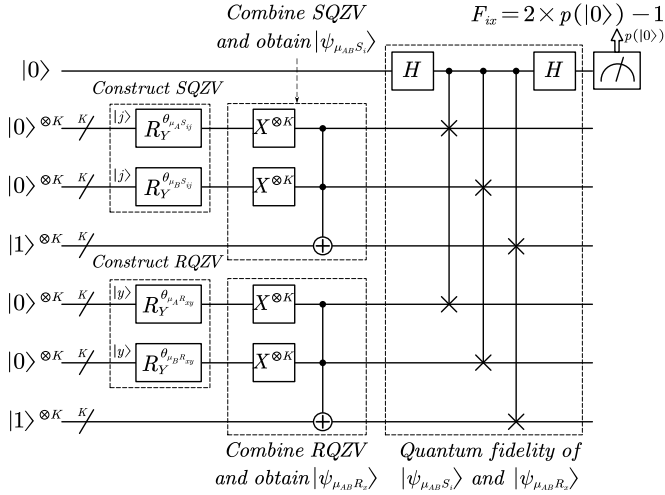 Combine SQZV
and obtain |ψ_{μ_{AB}S_i}⟩
F_{ix} = 2 × p(|0⟩) − 1
p(|0⟩)
|0⟩
H
H
Construct SQZV
|0⟩^{⊗K} K |j⟩ R_Y^{θ_{μ_A S_{ij}}} X^{⊗K}
|0⟩^{⊗K} K |j⟩ R_Y^{θ_{μ_B S_{ij}}} X^{⊗K}
|1⟩^{⊗K} K
Construct RQZV
|0⟩^{⊗K} K |y⟩ R_Y^{θ_{μ_A R_{xy}}} X^{⊗K}
|0⟩^{⊗K} K |y⟩ R_Y^{θ_{μ_B R_{xy}}} X^{⊗K}
|1⟩^{⊗K} K
Combine RQZV
and obtain |ψ_{μ_{AB}R_x}⟩
Quantum fidelity of
|ψ_{μ_{AB}S_i}⟩ and |ψ_{μ_{AB}R_x}⟩